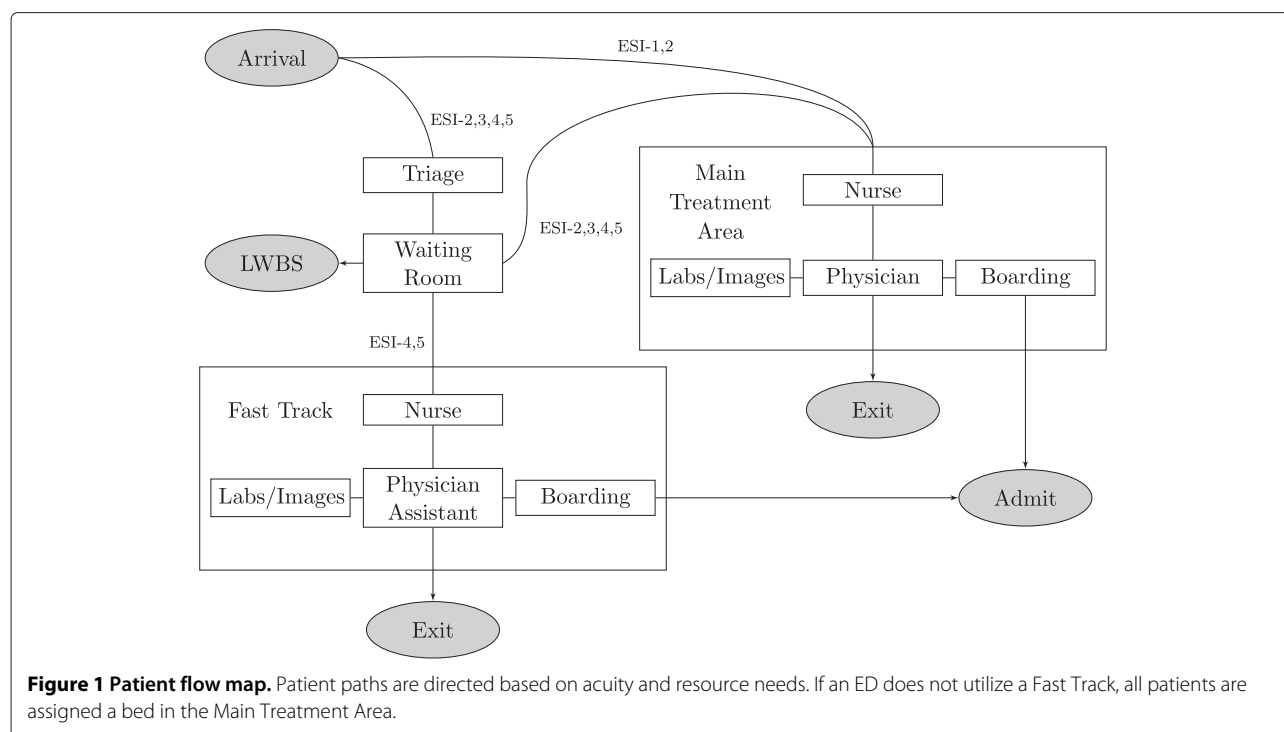 Arrival
ESI-1,2
ESI-2,3,4,5
Triage
Waiting
Room
LWBS
ESI-2,3,4,5
Main
Treatment
Area
Nurse
Labs/Images
Physician
Boarding
Exit
ESI-4,5
Fast Track
Nurse
Labs/Images
Physician
Assistant
Boarding
Admit
Exit
Figure 1 Patient flow map. Patient paths are directed based on acuity and resource needs. If an ED does not utilize a Fast Track, all patients are
assigned a bed in the Main Treatment Area.